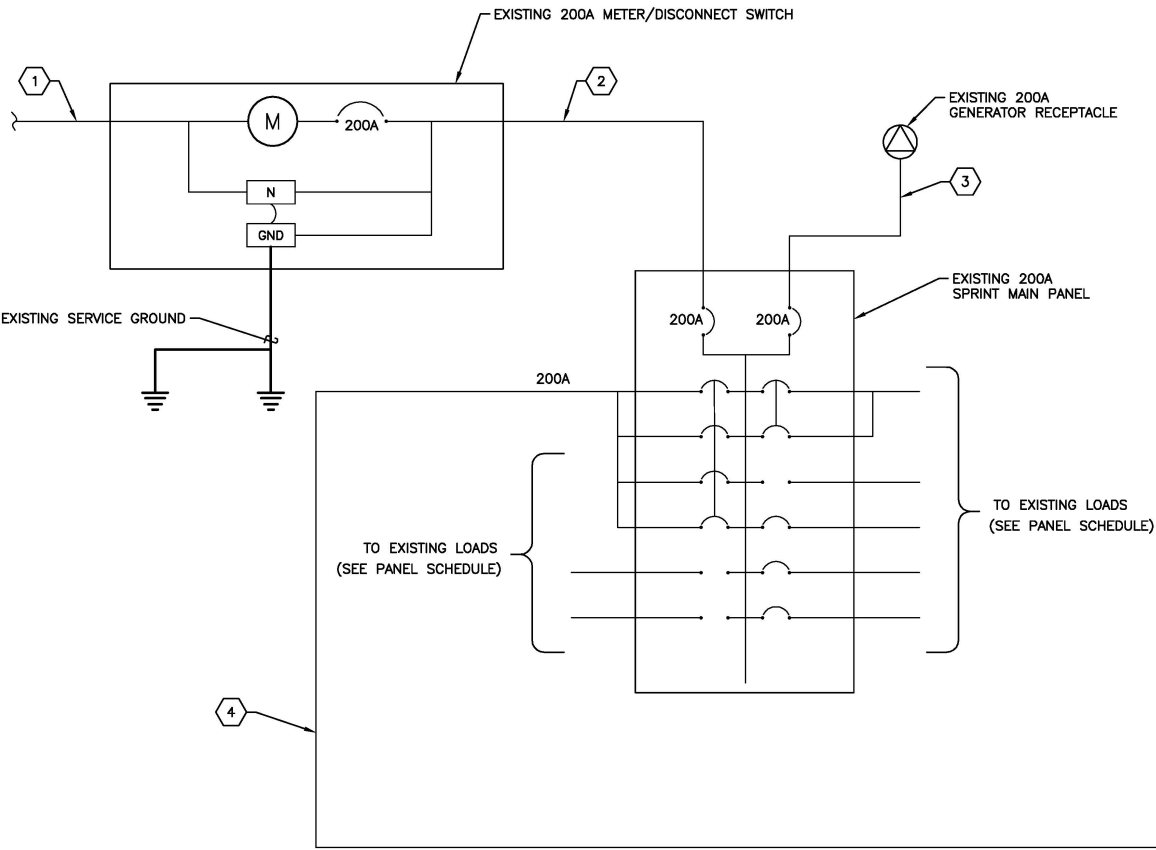 EXISTING 200A METER/DISCONNECT SWITCH
1
2
M
200A
N
GND
EXISTING 200A
GENERATOR RECEPTACLE
3
EXISTING 200A
SPRINT MAIN PANEL
EXISTING SERVICE GROUND
200A
200A
200A
TO EXISTING LOADS
(SEE PANEL SCHEDULE)
TO EXISTING LOADS
(SEE PANEL SCHEDULE)
4